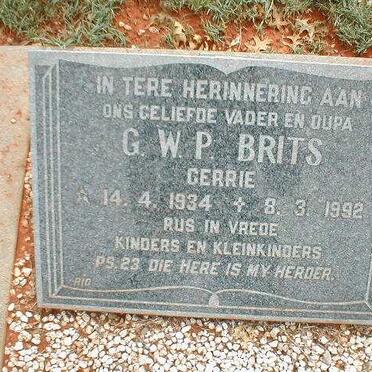 IN TERE HERINNERING AAN
ONS GELIEFDE VADER EN OUPA
G. W. P. BRITS
GERRIE
☆ 14. 4. 1934 + 8. 3. 1992
RUS IN VREDE
KINDERS EN KLEINKINDERS
PS. 23 DIE HERE IS MY HERDER.